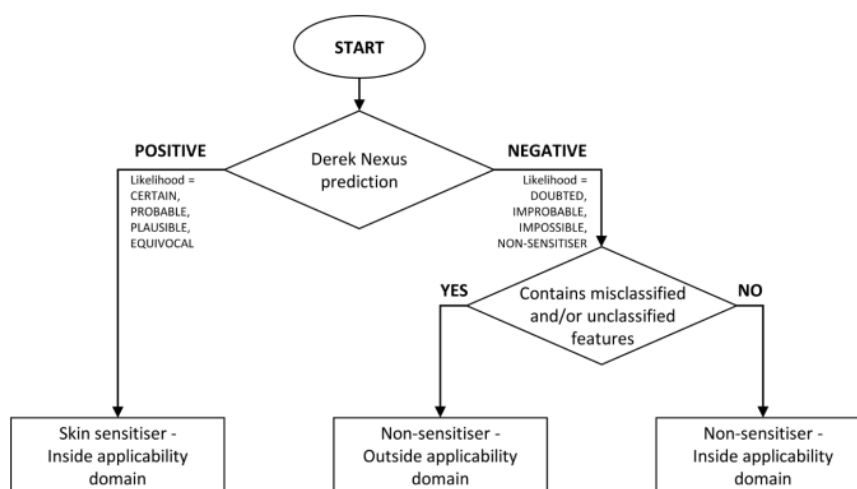 START
Derek Nexus
prediction
POSITIVE
Likelihood =
CERTAIN,
PROBABLE,
PLAUSIBLE,
EQUIVOCAL
NEGATIVE
Likelihood =
DOUBTED,
IMPROBABLE,
IMPOSSIBLE,
NON-SENSITISER
YES
Contains misclassified
and/or unclassified
features
NO
Skin sensitiser -
Inside applicability
domain
Non-sensitiser -
Outside applicability
domain
Non-sensitiser -
Inside applicability
domain